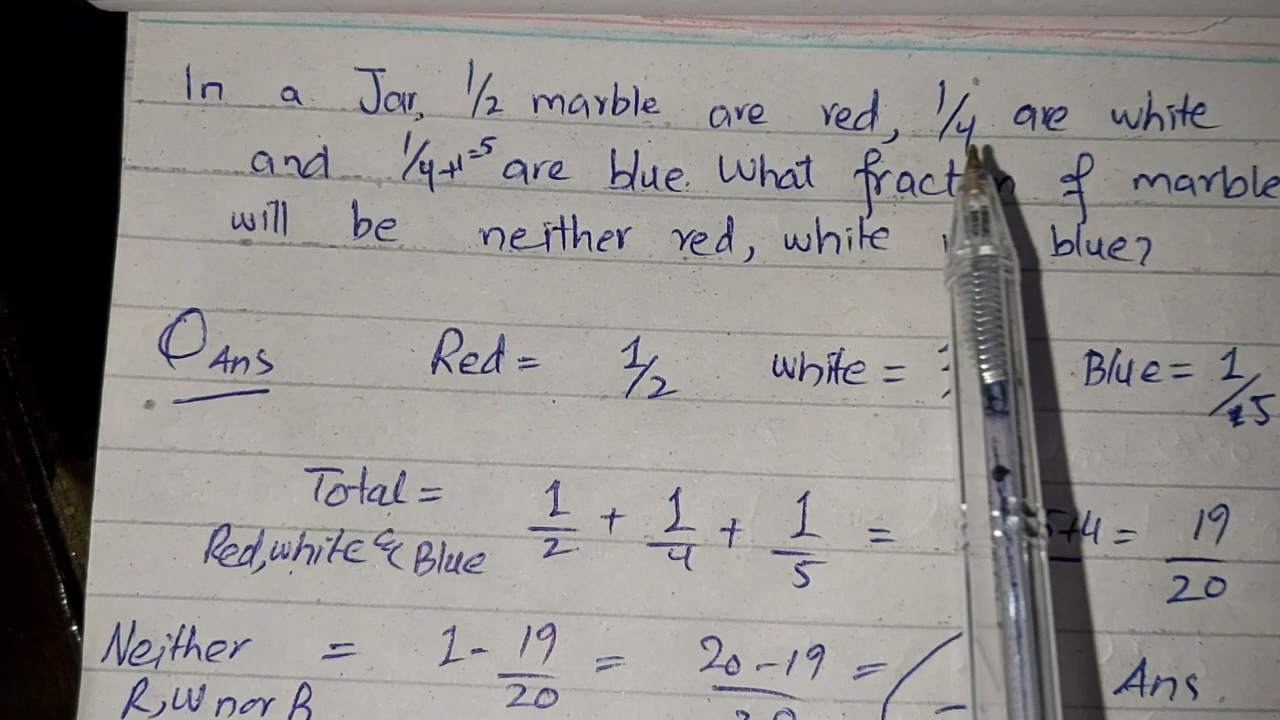 In a Jar, 1/2 marble are red, 1/4 are white
and 1/4+1=5 are blue. What of marble
will be neither red, white blue?
Ans Red = 1/2 white = Blue = 1/5
Total = 1/2 + 1/4 + 1/5 = 5+4 = 19/20
Red, white & Blue
Neither = 1 - 19/20 = 20-19 = Ans.
R, W nor B